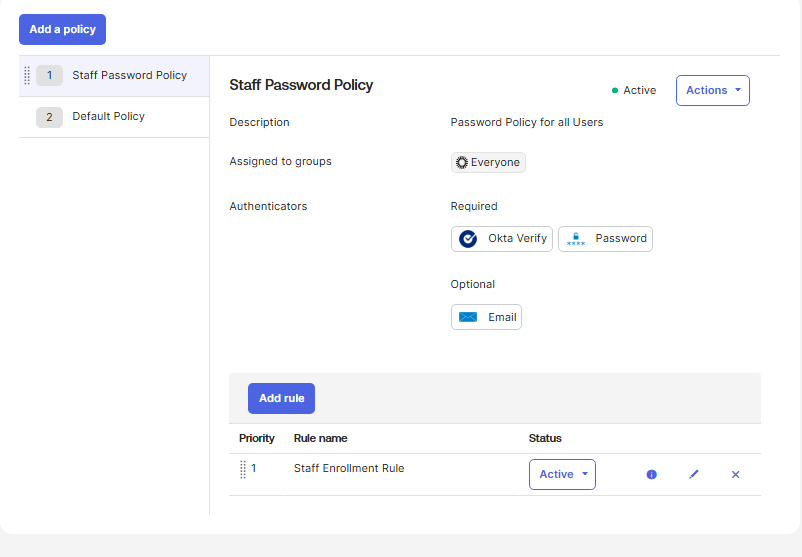 Add a policy
1 Staff Password Policy
2 Default Policy
Staff Password Policy
Active
Actions
Description
Password Policy for all Users
Assigned to groups
Everyone
Authenticators
Required
Okta Verify
**** Password
Optional
Email
Add rule
Priority Rule name Status
1 Staff Enrollment Rule Active